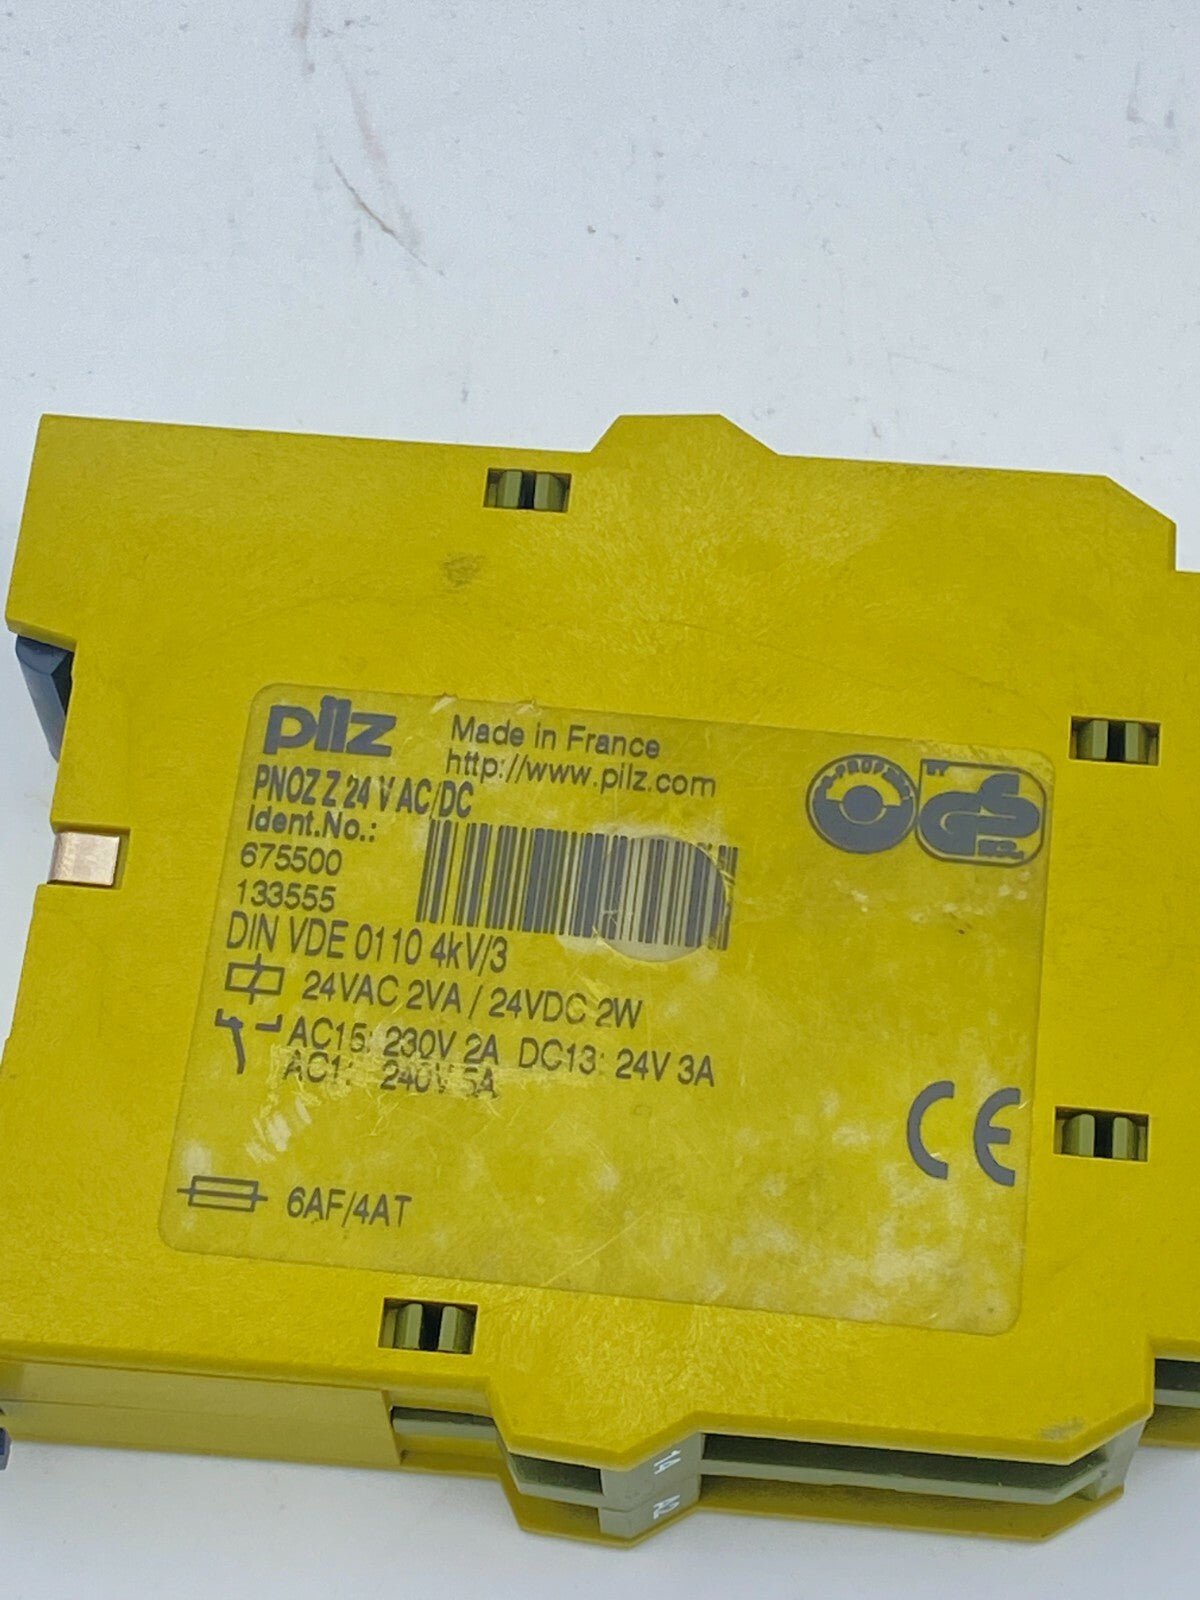 pilz
Made in France
http://www.pilz.com
PNOZ Z 24 V AC/DC
Ident.No.:
675500
133555
DIN VDE 0110 4kV/3
24VAC 2VA / 24VDC 2W
AC15: 230V 2A DC13: 24V 3A
AC1: 240V 5A
6AF/4AT
GS
CE
14
A2